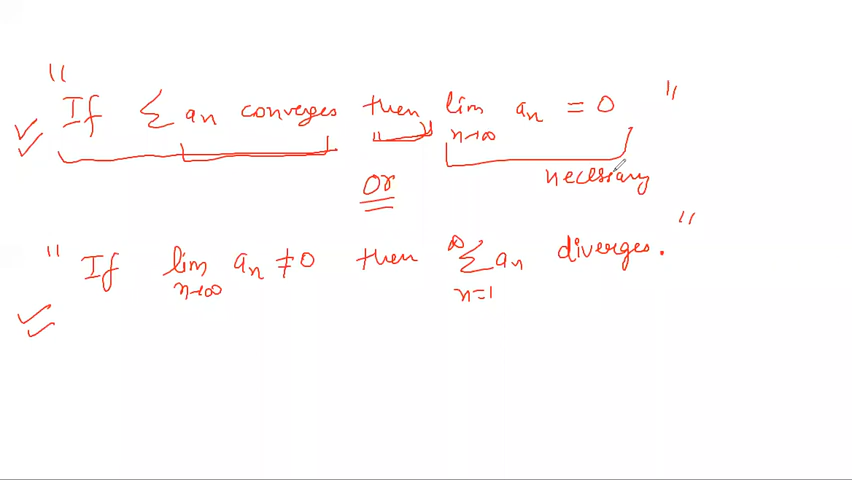 "If Σ an converges then lim n→∞ an = 0"
necessary
or
"If lim n→∞ an ≠ 0 then ∞ Σ n=1 an diverges."